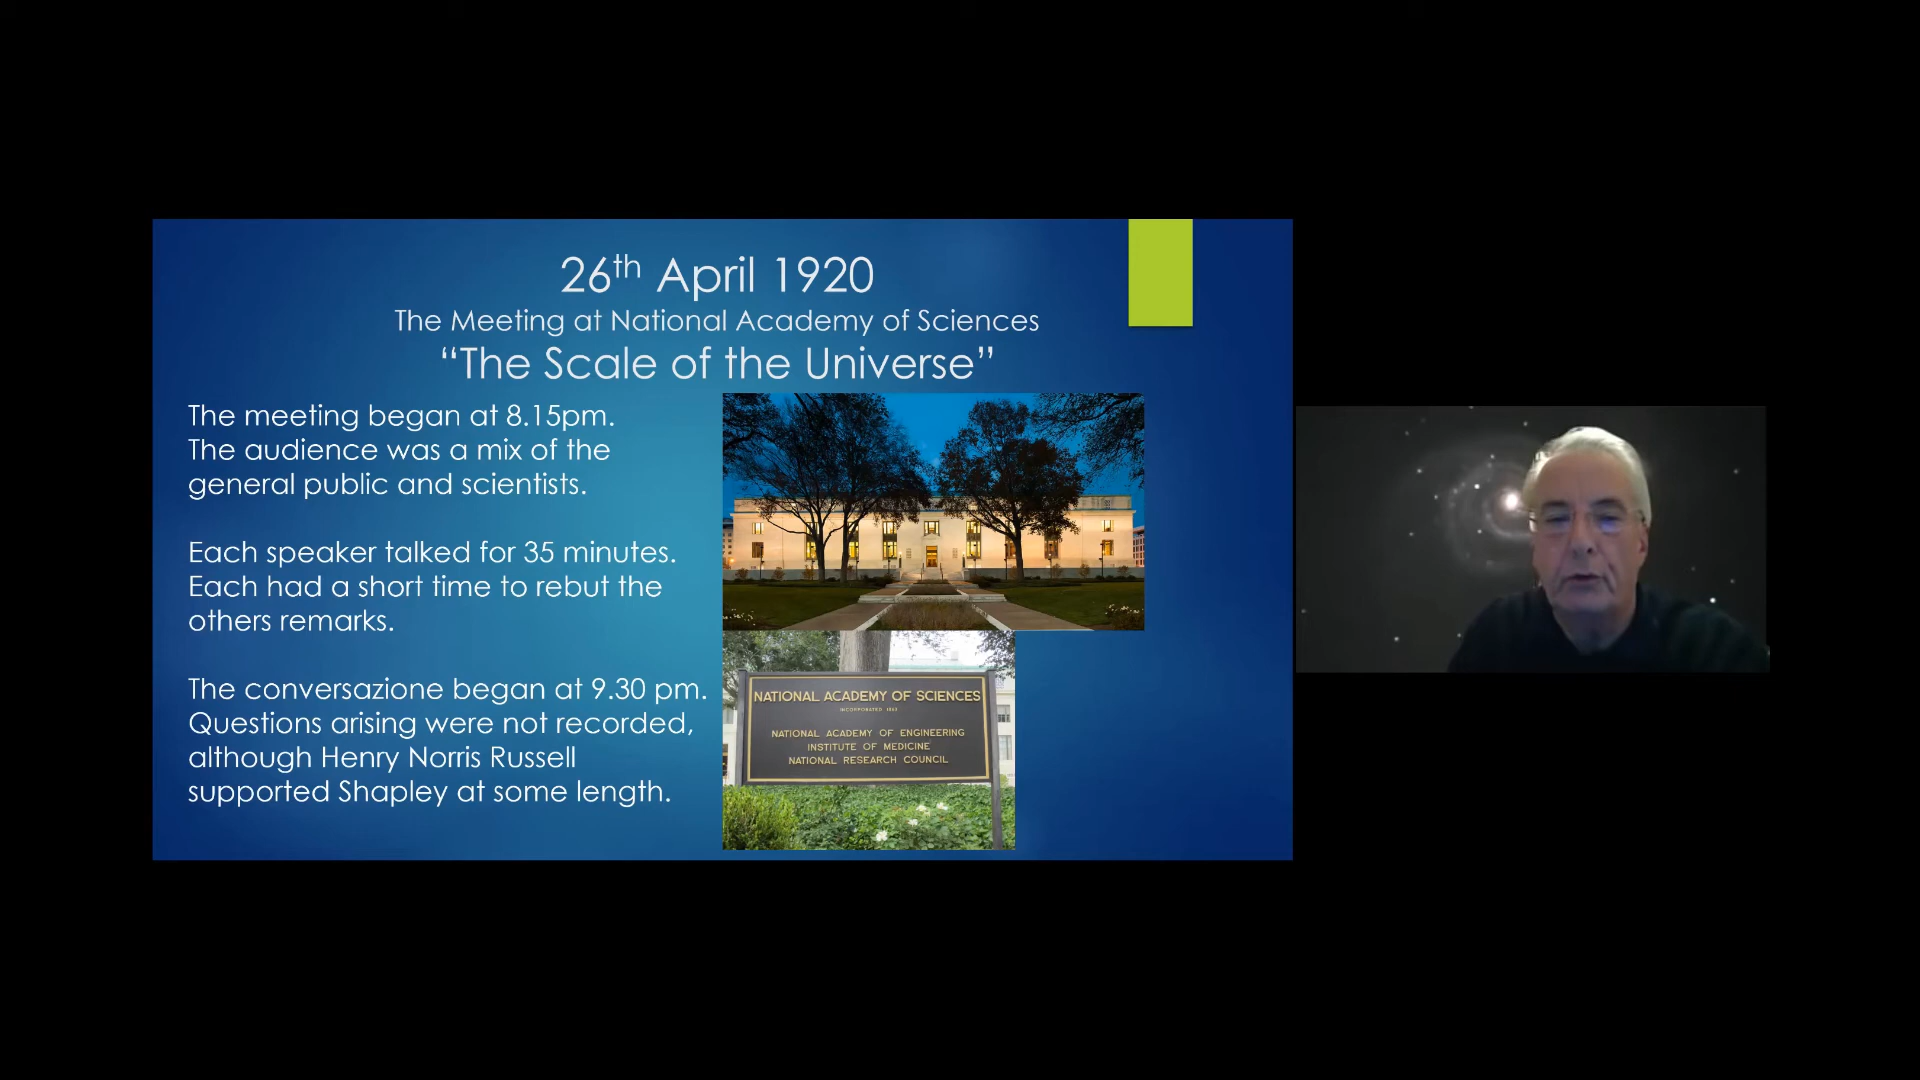 26th April 1920
The Meeting at National Academy of Sciences
“The Scale of the Universe”
The meeting began at 8.15pm.
The audience was a mix of the
general public and scientists.
Each speaker talked for 35 minutes.
Each had a short time to rebut the
others remarks.
The conversazione began at 9.30 pm.
Questions arising were not recorded,
although Henry Norris Russell
supported Shapley at some length.
NATIONAL ACADEMY OF SCIENCES
INCORPORATED 1863
NATIONAL ACADEMY OF ENGINEERING
INSTITUTE OF MEDICINE
NATIONAL RESEARCH COUNCIL